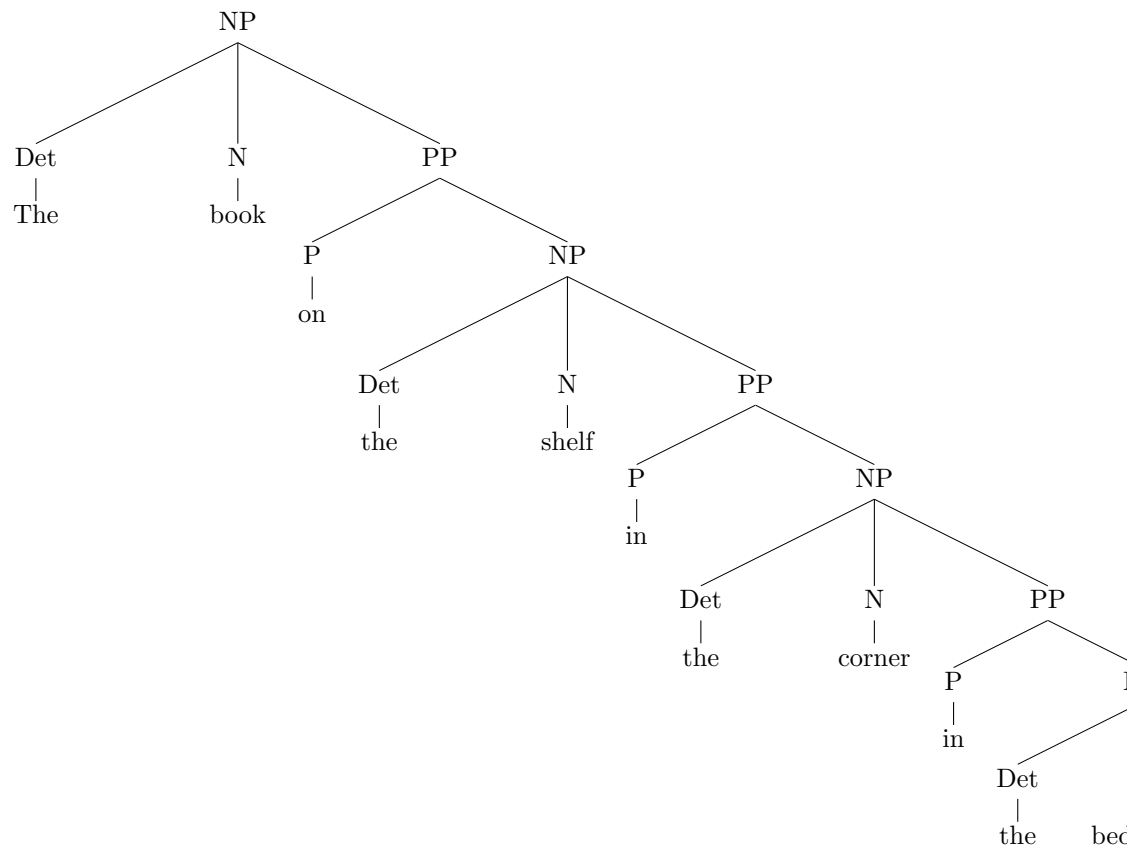 NP
Det N PP
The book
P NP
on
Det N PP
the shelf
P NP
in
Det N PP
the corner
P
in
Det
the